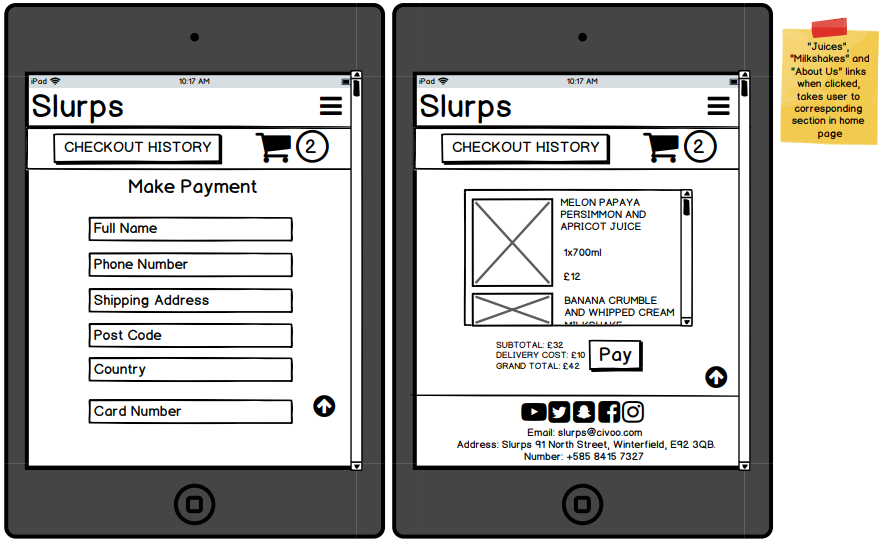 iPad 10:17 AM
Slurps
CHECKOUT HISTORY 2
Make Payment
Full Name
Phone Number
Shipping Address
Post Code
Country
Card Number
iPad 10:17 AM
Slurps
CHECKOUT HISTORY 2
MELON PAPAYA
PERSIMMON AND
APRICOT JUICE
1x700ml
£12
BANANA CRUMBLE
AND WHIPPED CREAM
MILKSHAKE
SUBTOTAL: £32
DELIVERY COST: £10
GRAND TOTAL: £42
Pay
Email: slurps@civoo.com
Address: Slurps 91 North Street, Winterfield, E92 3QB.
Number: +585 8415 7327
"Juices",
"Milkshakes" and
"About Us" links
when clicked,
takes user to
corresponding
section in home
page